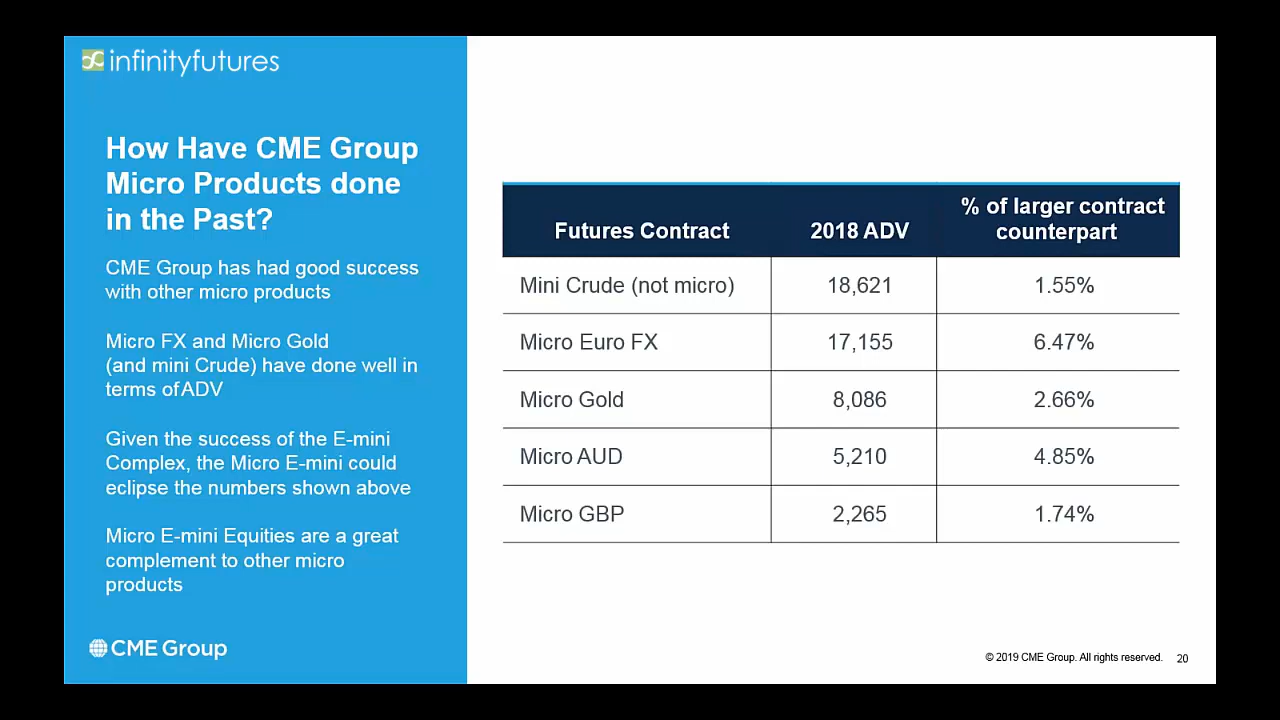 infinityfutures
How Have CME Group
Micro Products done
in the Past?
CME Group has had good success
with other micro products
Micro FX and Micro Gold
(and mini Crude) have done well in
terms of ADV
Given the success of the E-mini
Complex, the Micro E-mini could
eclipse the numbers shown above
Micro E-mini Equities are a great
complement to other micro
products
CME Group
Futures Contract 2018 ADV % of larger contract counterpart
Mini Crude (not micro) 18,621 1.55%
Micro Euro FX 17,155 6.47%
Micro Gold 8,086 2.66%
Micro AUD 5,210 4.85%
Micro GBP 2,265 1.74%
© 2019 CME Group. All rights reserved. 20